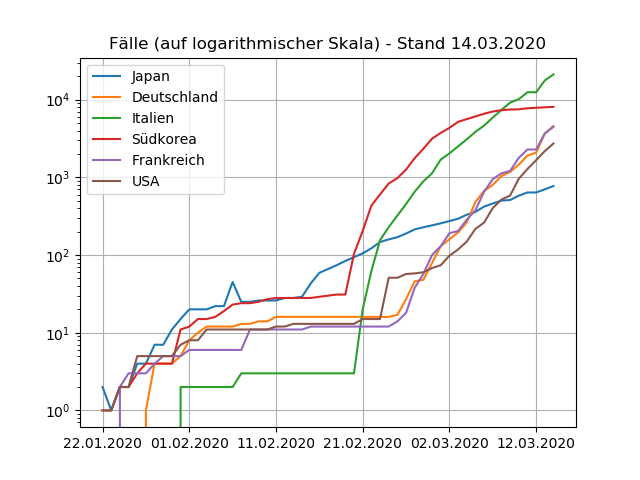 Fälle (auf logarithmischer Skala) - Stand 14.03.2020
Japan
Deutschland
Italien
Südkorea
Frankreich
USA
10⁴
10³
10²
10¹
10⁰
22.01.2020 01.02.2020 11.02.2020 21.02.2020 02.03.2020 12.03.2020